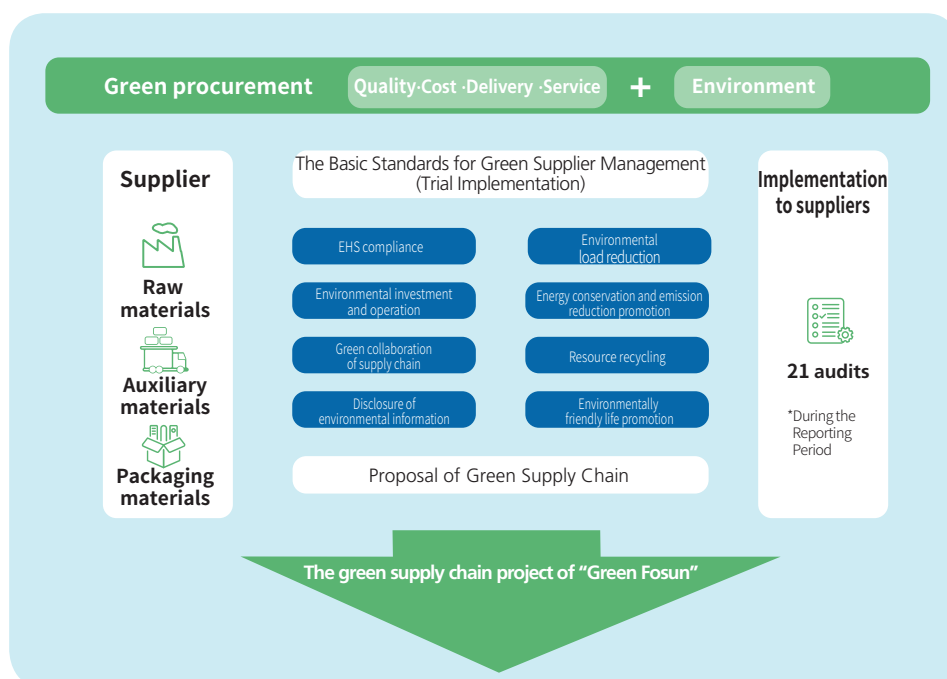 Green procurement Quality·Cost ·Delivery ·Service + Environment
Supplier
Raw
materials
Auxiliary
materials
Packaging
materials
The Basic Standards for Green Supplier Management
(Trial Implementation)
EHS compliance
Environmental
load reduction
Environmental investment
and operation
Energy conservation and emission
reduction promotion
Green collaboration
of supply chain
Resource recycling
Disclosure of
environmental information
Environmentally
friendly life promotion
Proposal of Green Supply Chain
Implementation
to suppliers
21 audits
*During the
Reporting
Period
The green supply chain project of “Green Fosun”